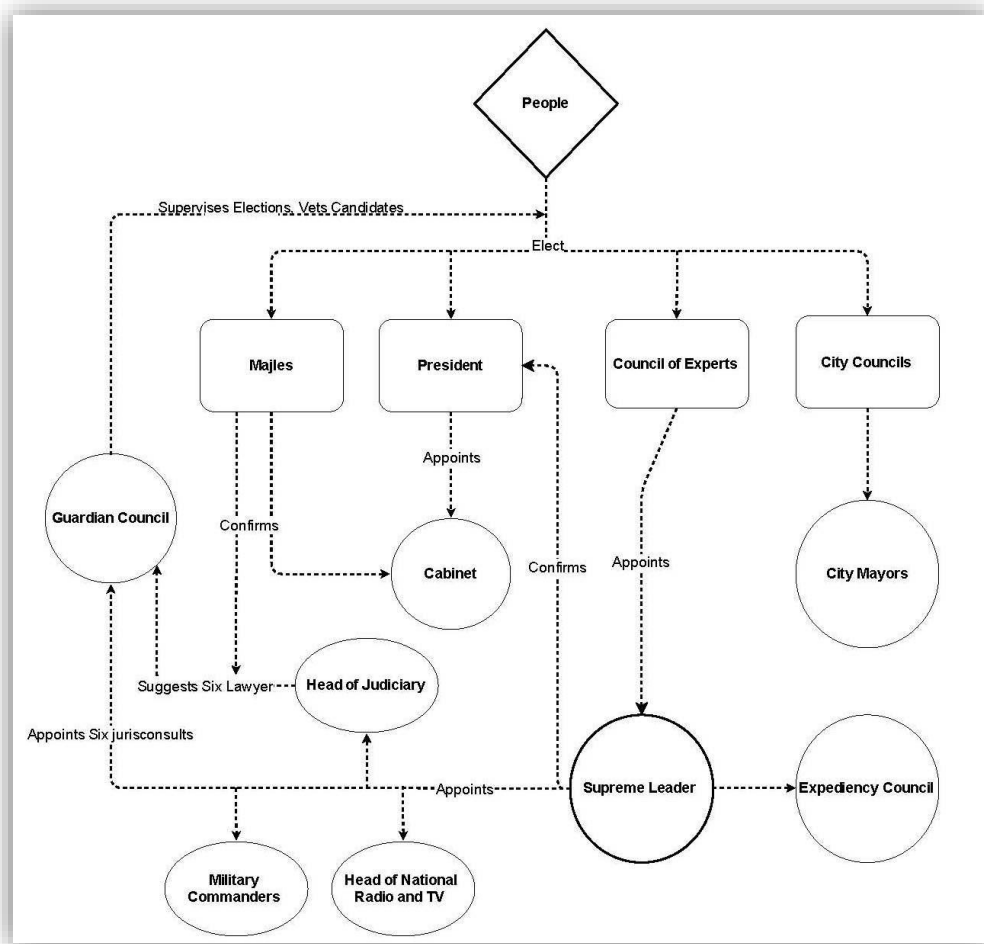 People
Supervises Elections, Vets Candidates
Elect
Majles
President
Council of Experts
City Councils
Appoints
Guardian Council
Confirms
Cabinet
Confirms
Appoints
City Mayors
Suggests Six Lawyer
Head of Judiciary
Appoints Six jurisconsults
Appoints
Supreme Leader
Expediency Council
Military
Commanders
Head of National
Radio and TV